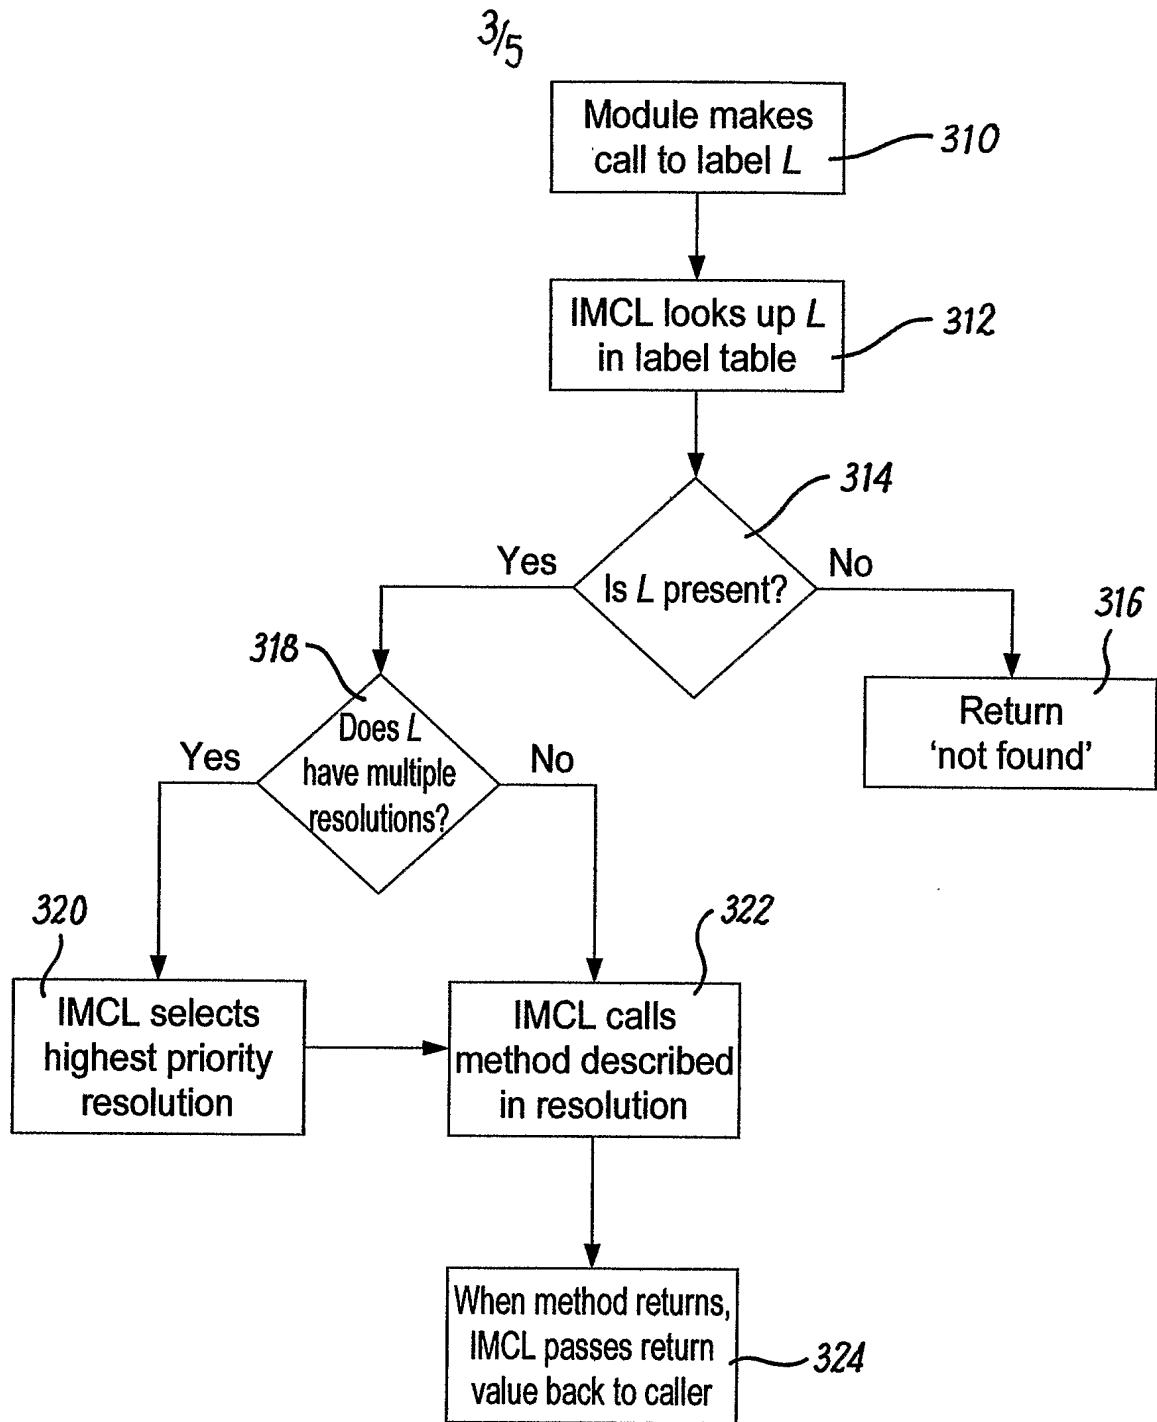 3/5
Module makes
call to label L
310
IMCL looks up L
in label table
312
314
Is L present?
Yes
No
316
Return
‘not found’
318
Does L
have multiple
resolutions?
Yes
No
320
IMCL selects
highest priority
resolution
322
IMCL calls
method described
in resolution
When method returns,
IMCL passes return
value back to caller
324